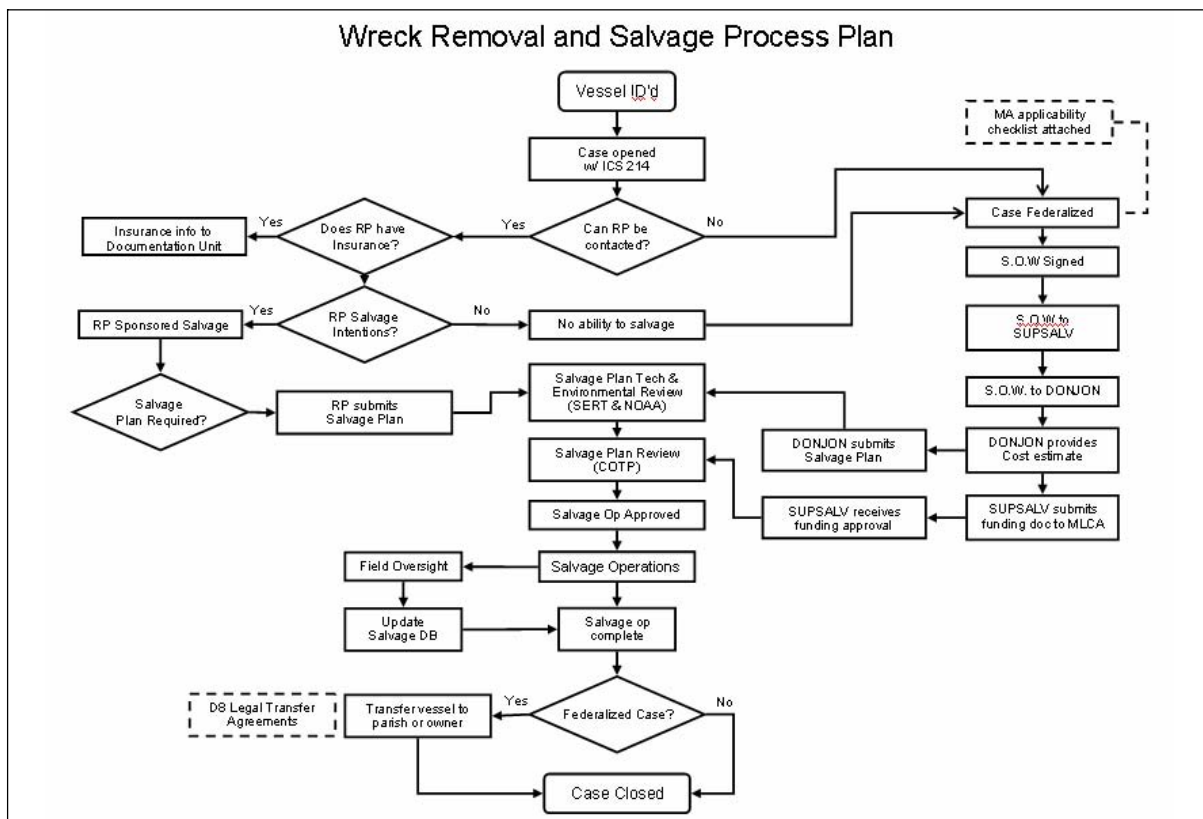 Wreck Removal and Salvage Process Plan
Vessel ID'd
MA applicability
checklist attached
Case opened
w/ ICS 214
Case Federalized
Insurance info to
Documentation Unit
Yes
Does RP have
Insurance?
Yes
Can RP be
contacted?
No
S.O.W Signed
RP Sponsored Salvage
Yes
RP Salvage
Intentions?
No
No ability to salvage
S.O.W to
SUPSALV
Salvage
Plan Required?
RP submits
Salvage Plan
Salvage Plan Tech &
Environmental Review
(SERT & NOAA)
S.O.W. to DONJON
Salvage Plan Review
(COTP)
DONJON submits
Salvage Plan
DONJON provides
Cost estimate
Salvage Op Approved
SUPSALV receives
funding approval
SUPSALV submits
funding doc to MLCA
Field Oversight
Salvage Operations
Update
Salvage DB
Salvage op
complete
D8 Legal Transfer
Agreements
Transfer vessel to
parish or owner
Yes
Federalized Case?
No
Case Closed